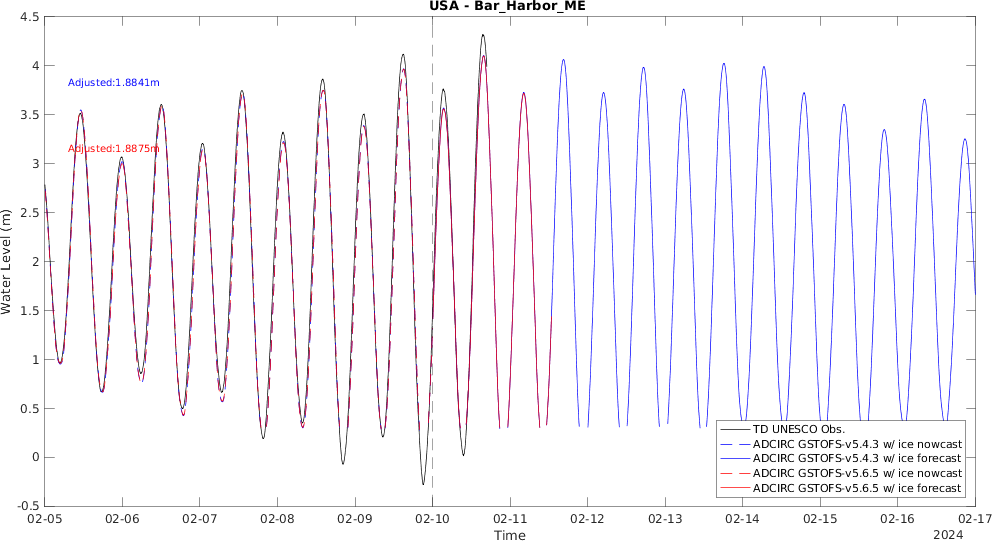 USA - Bar_Harbor_ME
Adjusted:1.8841m
Adjusted:1.8875m
Water Level (m)
4.5
4
3.5
3
2.5
2
1.5
1
0.5
0
-0.5
TD UNESCO Obs.
ADCIRC GSTOFS-v5.4.3 w/ ice nowcast
ADCIRC GSTOFS-v5.4.3 w/ ice forecast
ADCIRC GSTOFS-v5.6.5 w/ ice nowcast
ADCIRC GSTOFS-v5.6.5 w/ ice forecast
02-05 02-06 02-07 02-08 02-09 02-10 02-11 02-12 02-13 02-14 02-15 02-16 02-17
Time
2024